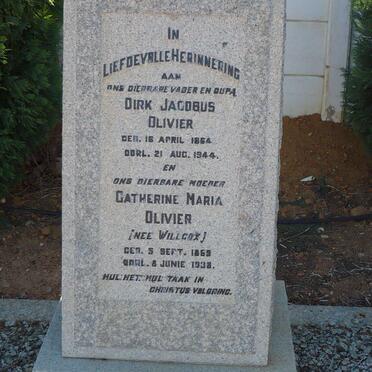 IN
LIEFDEVOLLE HERINNERING
AAN
ONS DIERBARE VADER EN OUPA
DIRK JACOBUS
OLIVIER
GEB. 16 APRIL 1864
OORL. 21 AUG. 1944.
EN
ONS DIERBARE MOEDER
CATHERINE MARIA
OLIVIER
[NEE WILLCOX]
GEB. 5 SEPT. 1869
OORL. 8 JUNIE 1938.
HUL HET HUL TAAK IN
CHRISTUS VOLBRING.